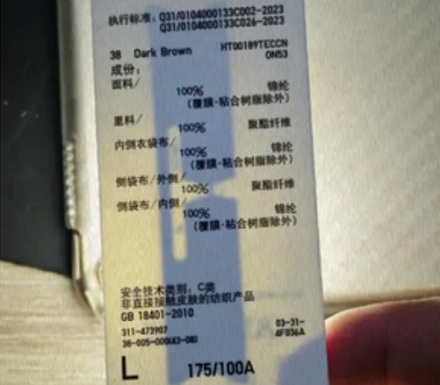 执行标准: Q31/0104000133C002-2023
Q31/0104000133C026-2023
38 Dark Brown HT00189TECCN
ON53
成份:
面料/
100% 锦纶
(覆膜·粘合树脂除外)
里料/
100% 聚酯纤维
内侧衣袋布/
100% 锦纶
(覆膜·粘合树脂除外)
侧袋布/外侧/
100% 聚酯纤维
侧袋布/内侧/
100% 锦纶
(覆膜·粘合树脂除外)
安全技术类别: C类
非直接接触皮肤的纺织产品
GB 18401-2010
311-473907 03-31-
38-005-000(43-08) 4F036A
L 175/100A